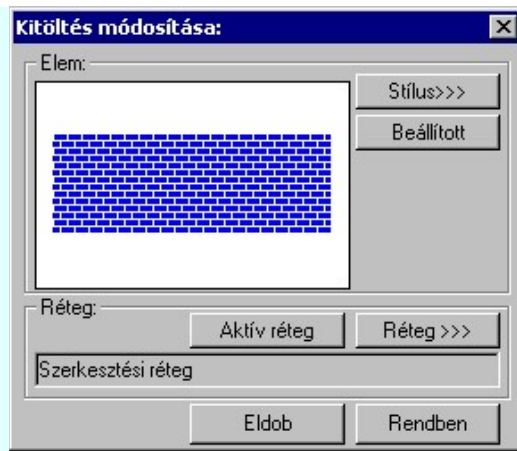 Kitöltés módosítása:
Elem:
Stílus>>>
Beállított
Réteg:
Aktív réteg
Réteg >>>
Szerkesztési réteg
Eldob
Rendben